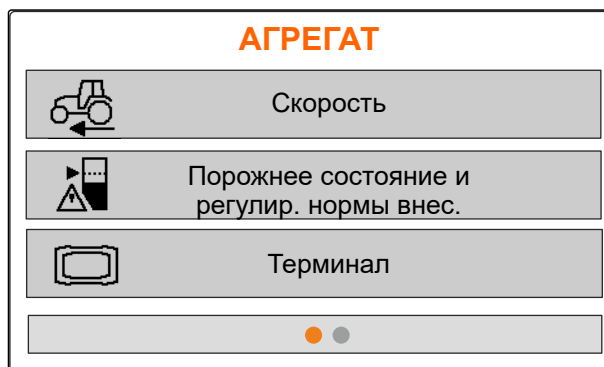 АГРЕГАТ
Скорость
Порожнее состояние и
регулир. нормы внес.
Терминал